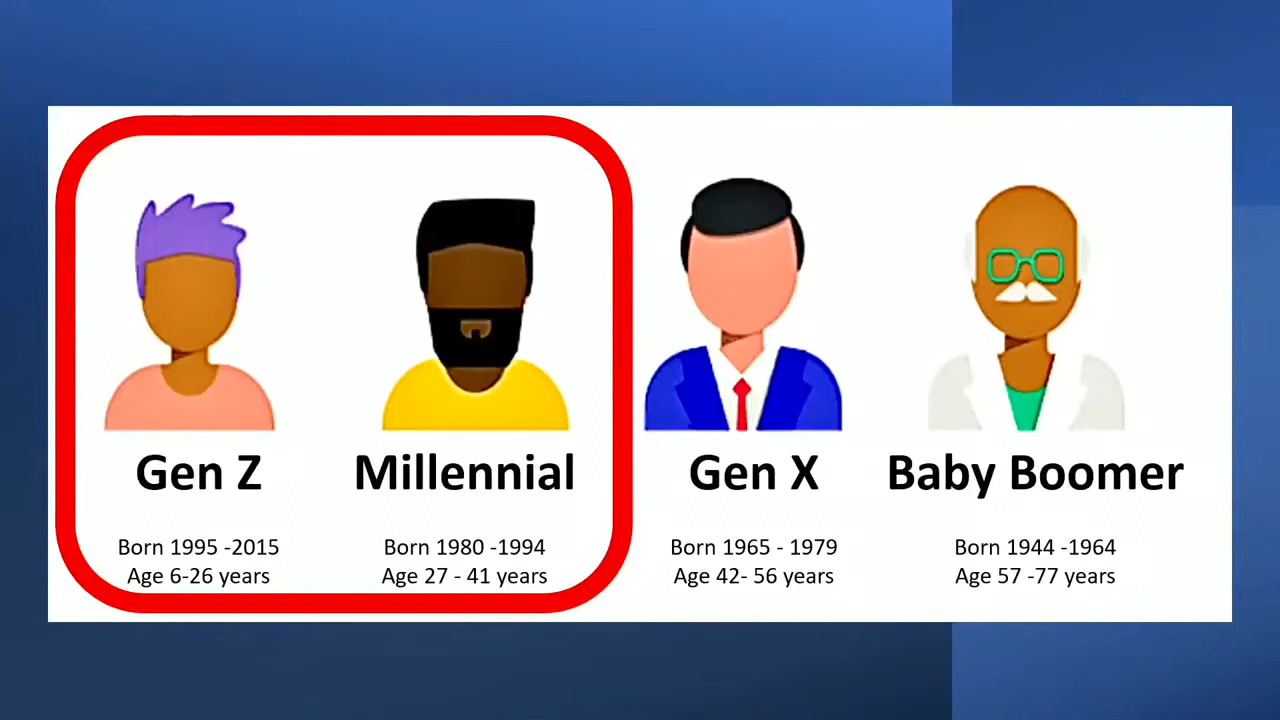 Gen Z
Millennial
Gen X
Baby Boomer
Born 1995 -2015
Age 6-26 years
Born 1980 -1994
Age 27 - 41 years
Born 1965 - 1979
Age 42- 56 years
Born 1944 -1964
Age 57 -77 years